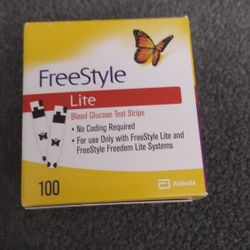 FreeStyle
Lite
Blood Glucose Test Strips
• No Coding Required
• For use Only with FreeStyle Lite and
FreeStyle Freedom Lite Systems
100
Abbott